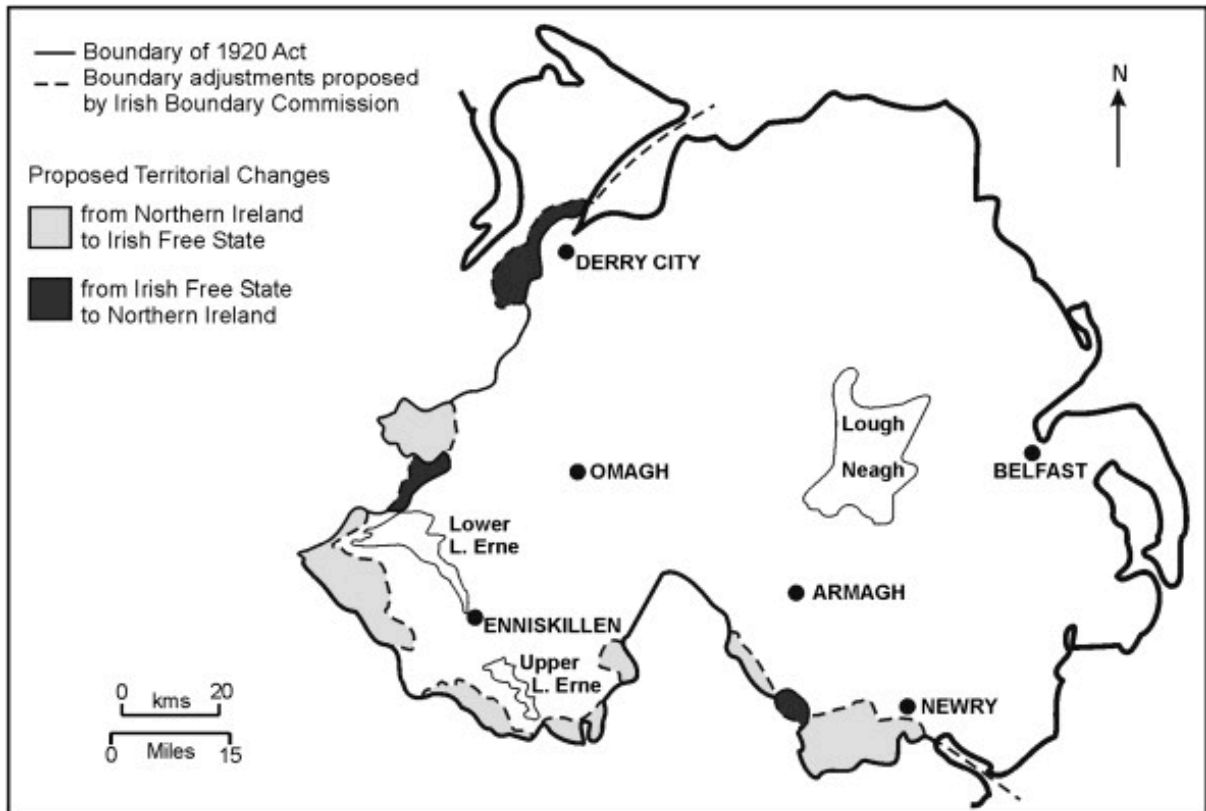 Boundary of 1920 Act
Boundary adjustments proposed
by Irish Boundary Commission
Proposed Territorial Changes
from Northern Ireland
to Irish Free State
from Irish Free State
to Northern Ireland
N
DERRY CITY
Lough
Neagh
BELFAST
OMAGH
Lower
L. Erne
ARMAGH
ENNISKILLEN
Upper
L. Erne
NEWRY
0 20
kms
0 15
Miles